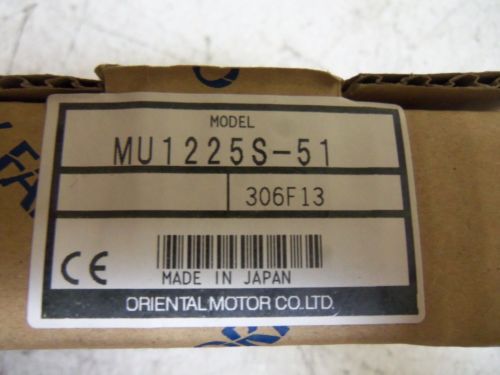 MODEL
MU1225S-51
306F13
CE
MADE IN JAPAN
ORIENTAL MOTOR CO.LTD.